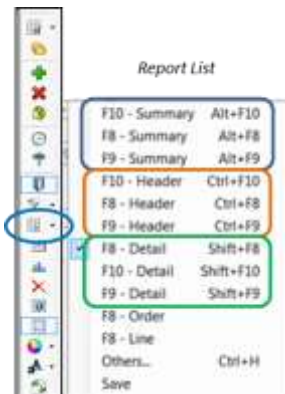 Report List
F10 - Summary Alt+F10
F8 - Summary Alt+F8
F9 - Summary Alt+F9
F10 - Header Ctrl+F10
F8 - Header Ctrl+F8
F9 - Header Ctrl+F9
F8 - Detail Shift+F8
F10 - Detail Shift+F10
F9 - Detail Shift+F9
F8 - Order
F8 - Line
Others... Ctrl+H
Save